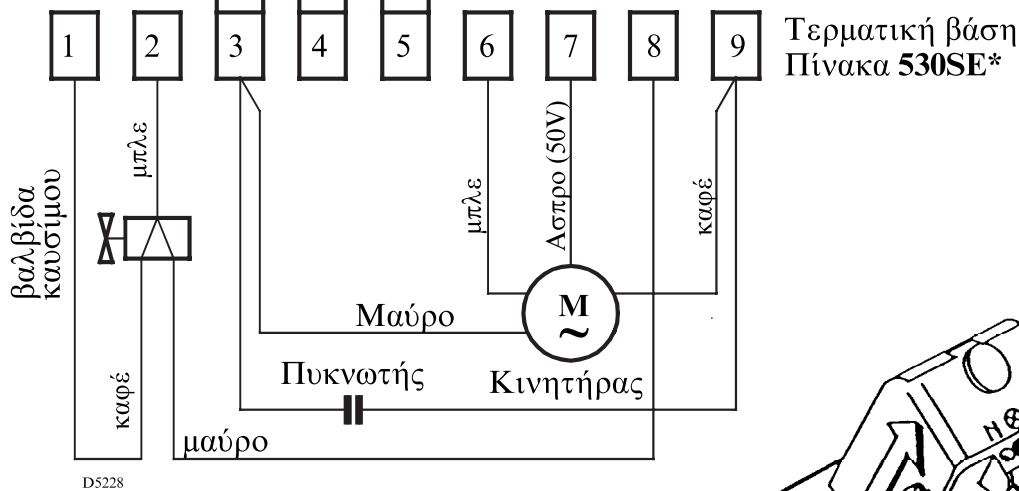 1 2 3 4 5 6 7 8 9
Τερματική βάση
Πίνακα 530SE*
μπλε
βαλβίδα
καυσίμου
μπλε
Ασπρο (50V)
καφέ
M
~
Μαύρο
Πυκνωτής
Κινητήρας
καφέ
μαύρο
D5228
N